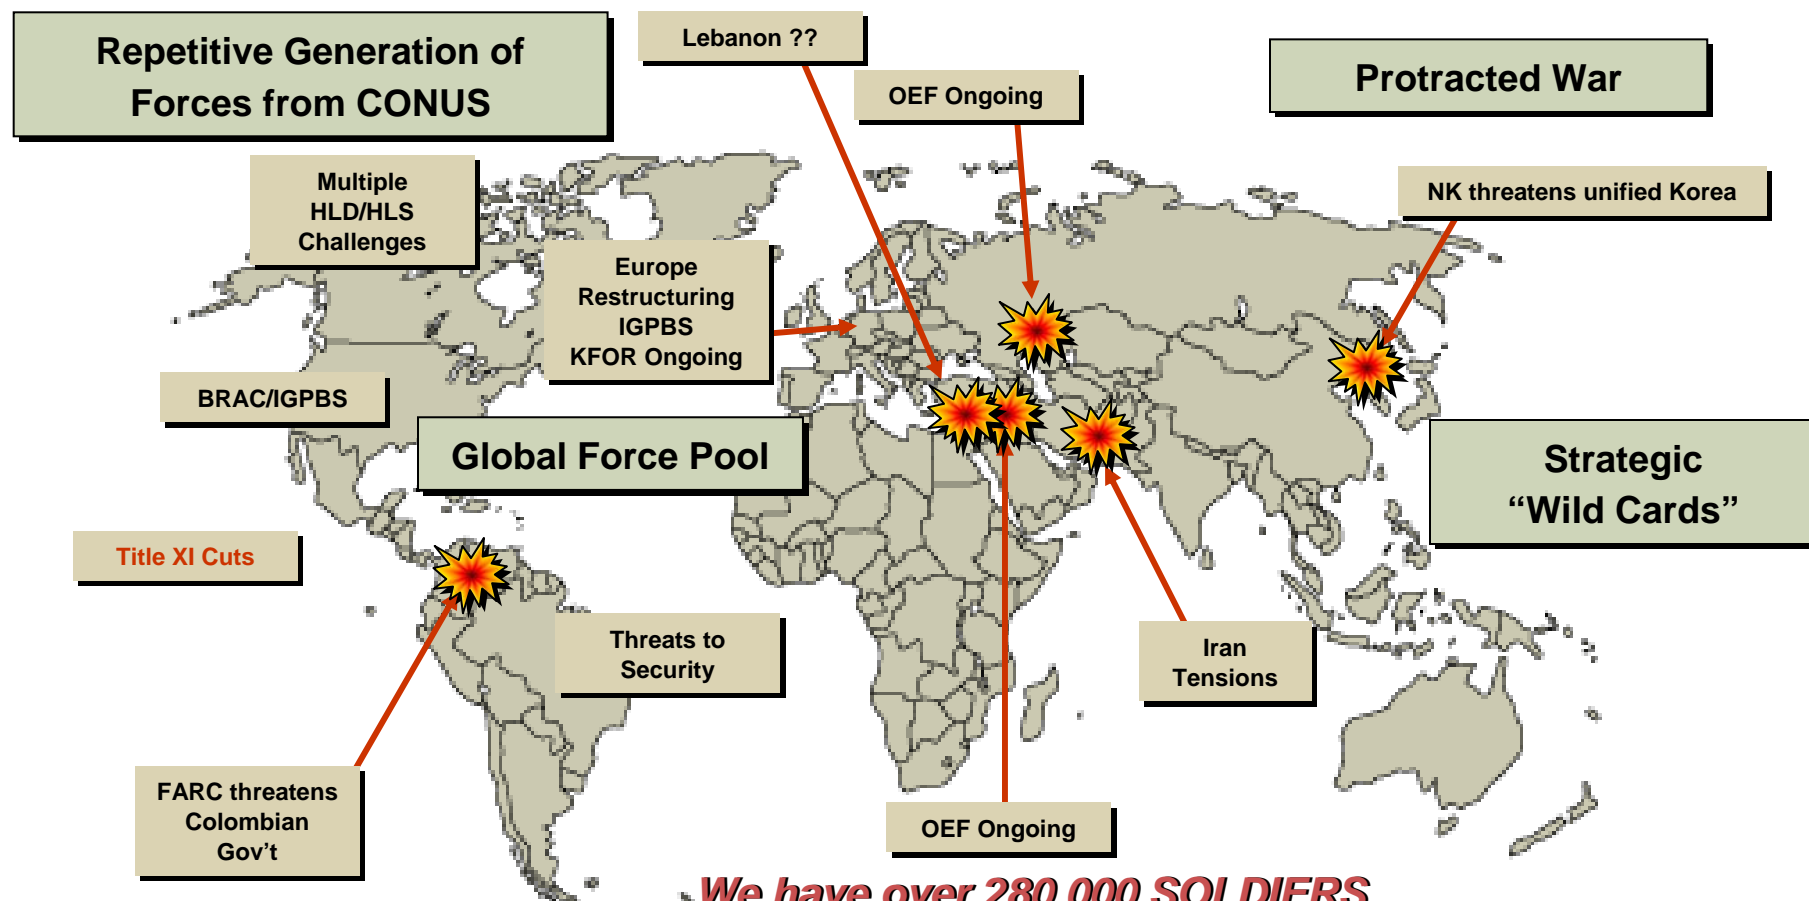 Repetitive Generation of
Forces from CONUS
Lebanon ??
OEF Ongoing
Protracted War
Multiple
HLD/HLS
Challenges
NK threatens unified Korea
Europe
Restructuring
IGPBS
KFOR Ongoing
BRAC/IGPBS
Global Force Pool
Strategic
“Wild Cards”
Title XI Cuts
Threats to
Security
Iran
Tensions
FARC threatens
Colombian
Gov’t
OEF Ongoing
We have over 280,000 SOLDIERS